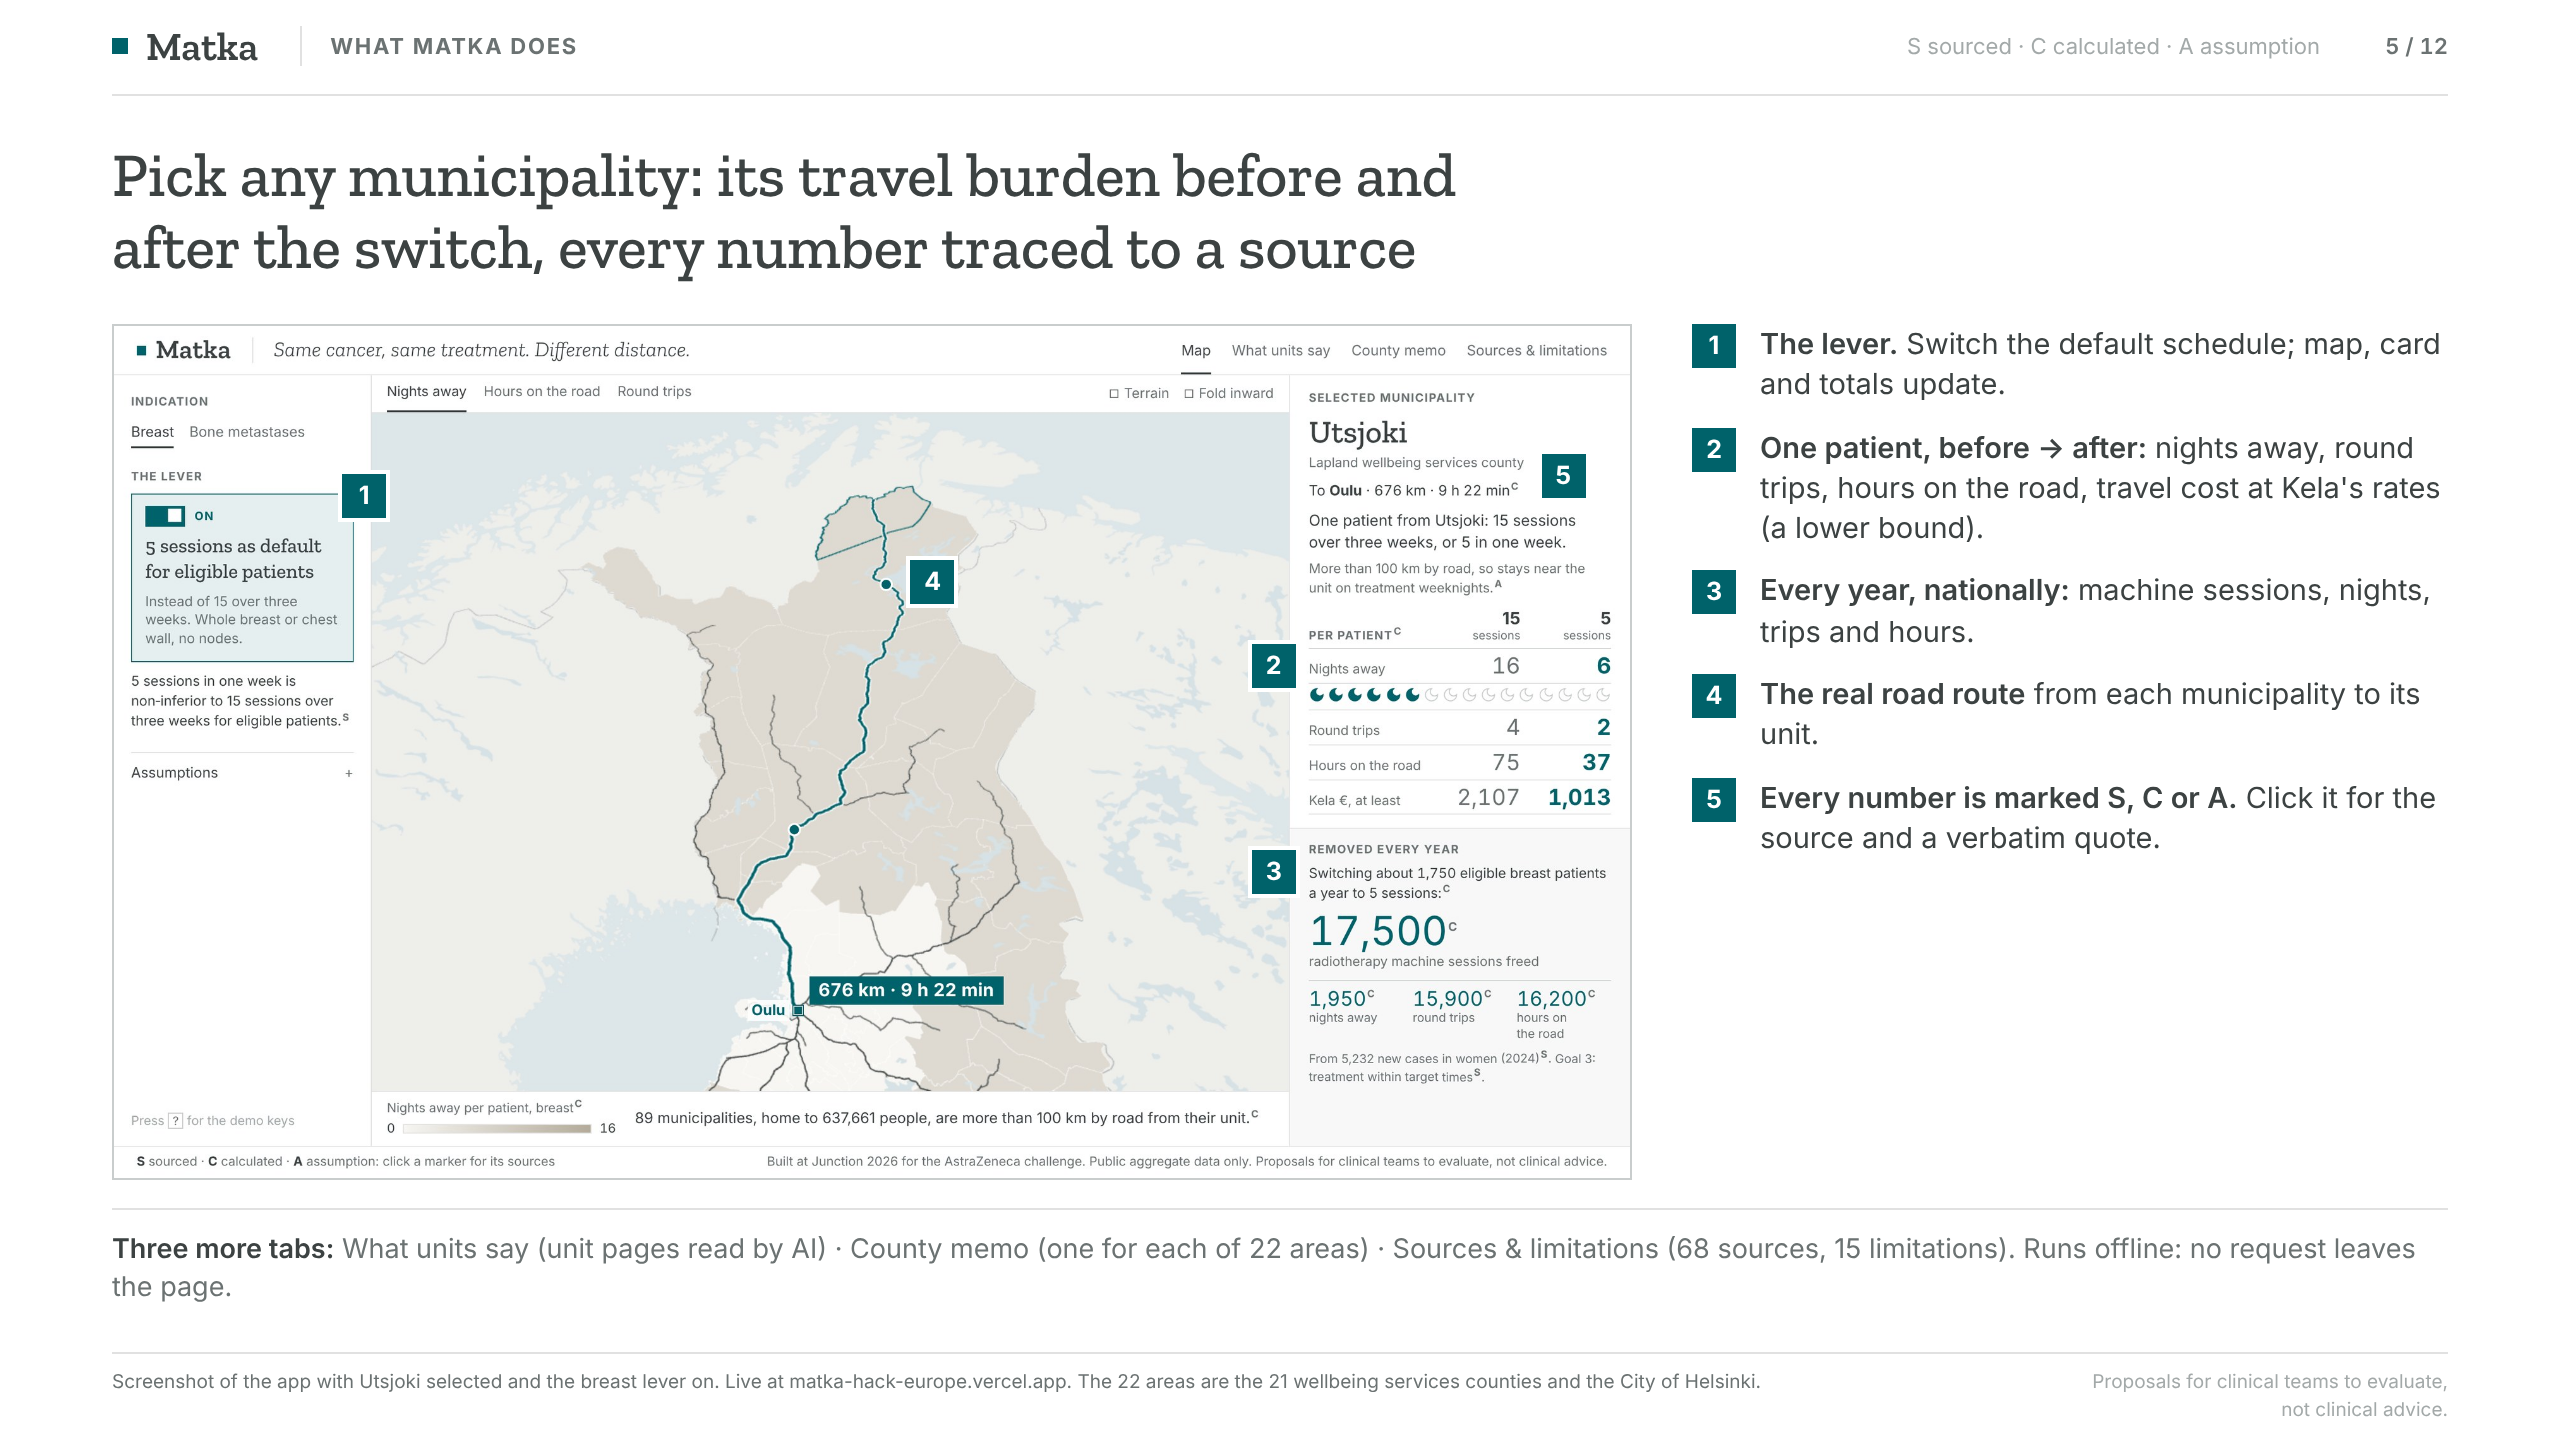 Matka
WHAT MATKA DOES
S sourced · C calculated · A assumption
5 / 12
Pick any municipality: its travel burden before and
after the switch, every number traced to a source
Matka
Same cancer, same treatment. Different distance.
Map
What units say
County memo
Sources & limitations
INDICATION
Breast
Bone metastases
THE LEVER
1
ON
5 sessions as default
for eligible patients
Instead of 15 over three
weeks. Whole breast or chest
wall, no nodes.
5 sessions in one week is
non-inferior to 15 sessions over
three weeks for eligible patients.S
Assumptions +
Press ? for the demo keys
Nights away
Hours on the road
Round trips
Terrain
Fold inward
4
676 km · 9 h 22 min
Oulu
Nights away per patient, breastC
0 16
89 municipalities, home to 637,661 people, are more than 100 km by road from their unit.C
SELECTED MUNICIPALITY
Utsjoki
Lapland wellbeing services county
5
To Oulu · 676 km · 9 h 22 minC
One patient from Utsjoki: 15 sessions
over three weeks, or 5 in one week.
More than 100 km by road, so stays near the
unit on treatment weeknights.A
15 5
PER PATIENTC sessions sessions
2
Nights away 16 6
Round trips 4 2
Hours on the road 75 37
Kela €, at least 2,107 1,013
REMOVED EVERY YEAR
3
Switching about 1,750 eligible breast patients
a year to 5 sessions:C
17,500C
radiotherapy machine sessions freed
1,950C 15,900C 16,200C
nights away round trips hours on
the road
From 5,232 new cases in women (2024)S. Goal 3:
treatment within target timesS.
S sourced · C calculated · A assumption: click a marker for its sources
Built at Junction 2026 for the AstraZeneca challenge. Public aggregate data only. Proposals for clinical teams to evaluate, not clinical advice.
1 The lever. Switch the default schedule; map, card
and totals update.
2 One patient, before → after: nights away, round
trips, hours on the road, travel cost at Kela's rates
(a lower bound).
3 Every year, nationally: machine sessions, nights,
trips and hours.
4 The real road route from each municipality to its
unit.
5 Every number is marked S, C or A. Click it for the
source and a verbatim quote.
Three more tabs: What units say (unit pages read by AI) · County memo (one for each of 22 areas) · Sources & limitations (68 sources, 15 limitations). Runs offline: no request leaves
the page.
Screenshot of the app with Utsjoki selected and the breast lever on. Live at matka-hack-europe.vercel.app. The 22 areas are the 21 wellbeing services counties and the City of Helsinki.
Proposals for clinical teams to evaluate,
not clinical advice.